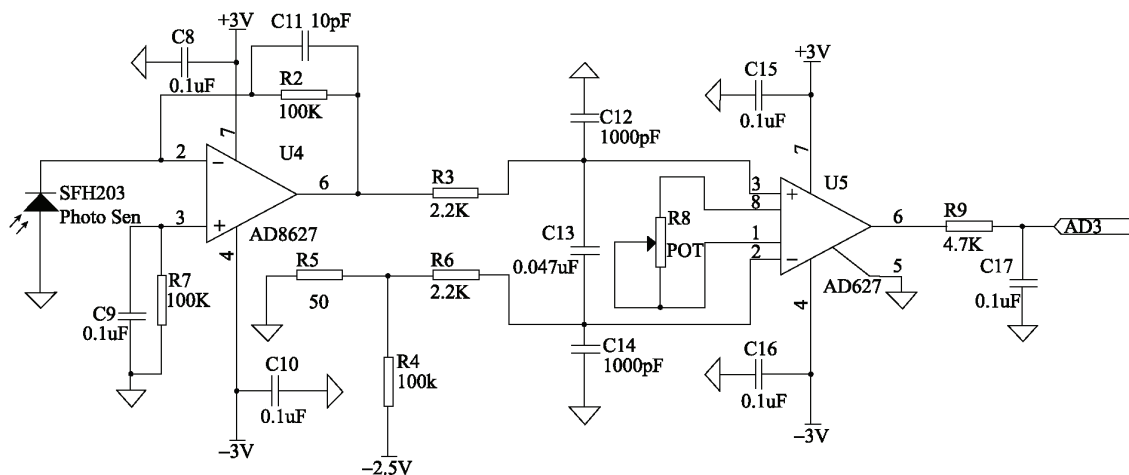 +3V
C11 10pF
C8
0.1uF
R2
100K
7
2
−
U4
6
SFH203
Photo Sen
3
+
AD8627
4
R7
100K
C9
0.1uF
C10
0.1uF
−3V
R3
2.2K
R5
50
R6
2.2K
R4
100k
−2.5V
C12
1000pF
C13
0.047uF
C14
1000pF
R8
POT
+3V
C15
0.1uF
7
U5
3
+
8
1
2
−
6
AD627
5
4
R9
4.7K
AD3
C17
0.1uF
C16
0.1uF
−3V